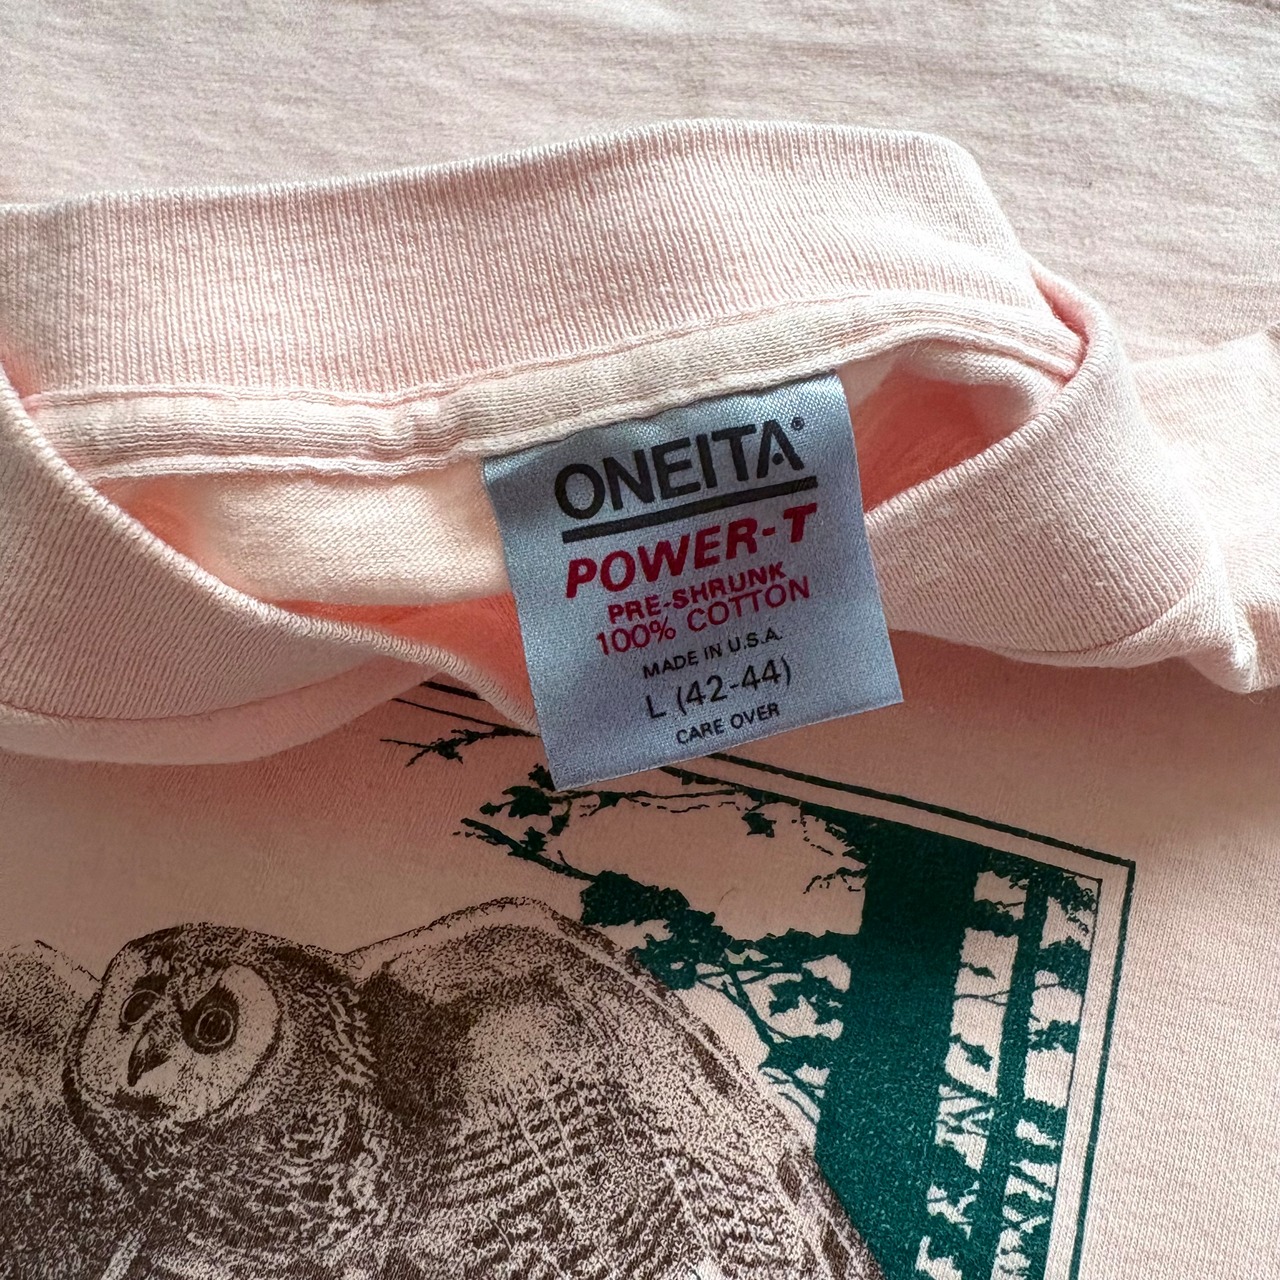 ONEITA®
POWER-T
PRE-SHRUNK
100% COTTON
MADE IN U.S.A.
L (42-44)
CARE OVER